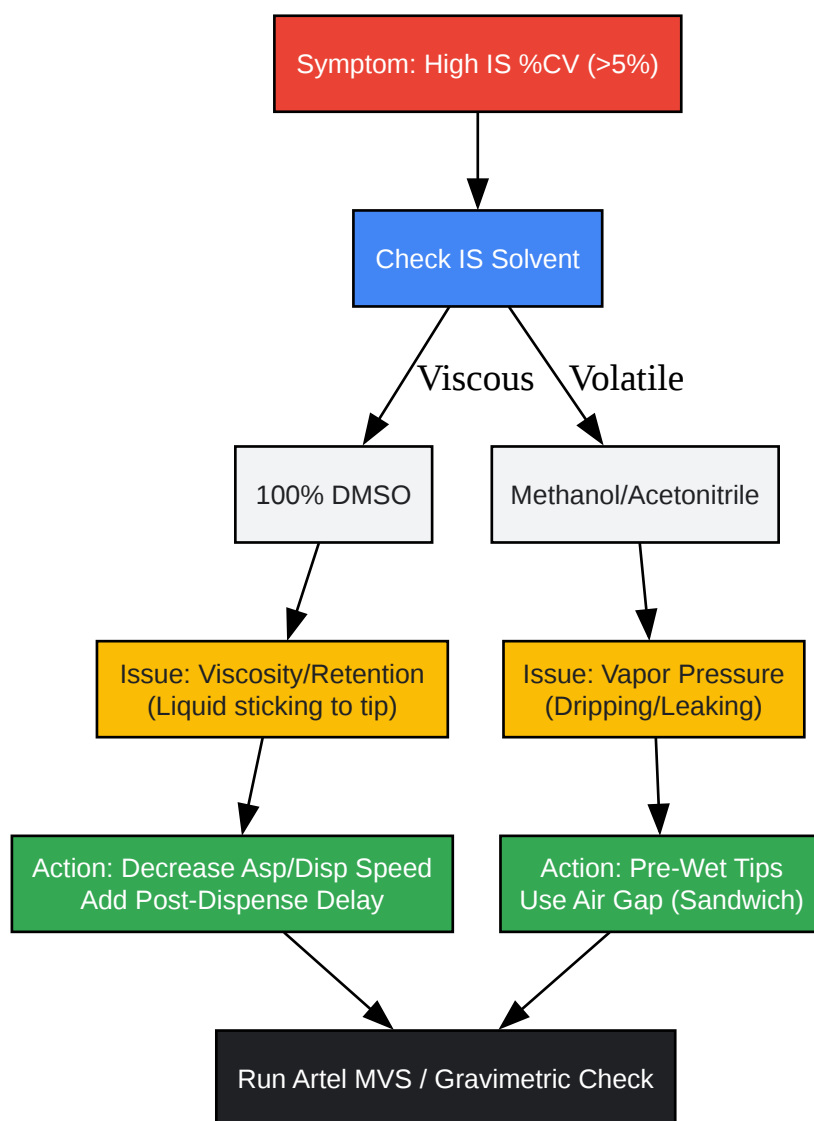 Symptom: High IS %CV (>5%)
Check IS Solvent
Viscous
Volatile
100% DMSO
Methanol/Acetonitrile
Issue: Viscosity/Retention
(Liquid sticking to tip)
Issue: Vapor Pressure
(Dripping/Leaking)
Action: Decrease Asp/Disp Speed
Add Post-Dispense Delay
Action: Pre-Wet Tips
Use Air Gap (Sandwich)
Run Artel MVS / Gravimetric Check